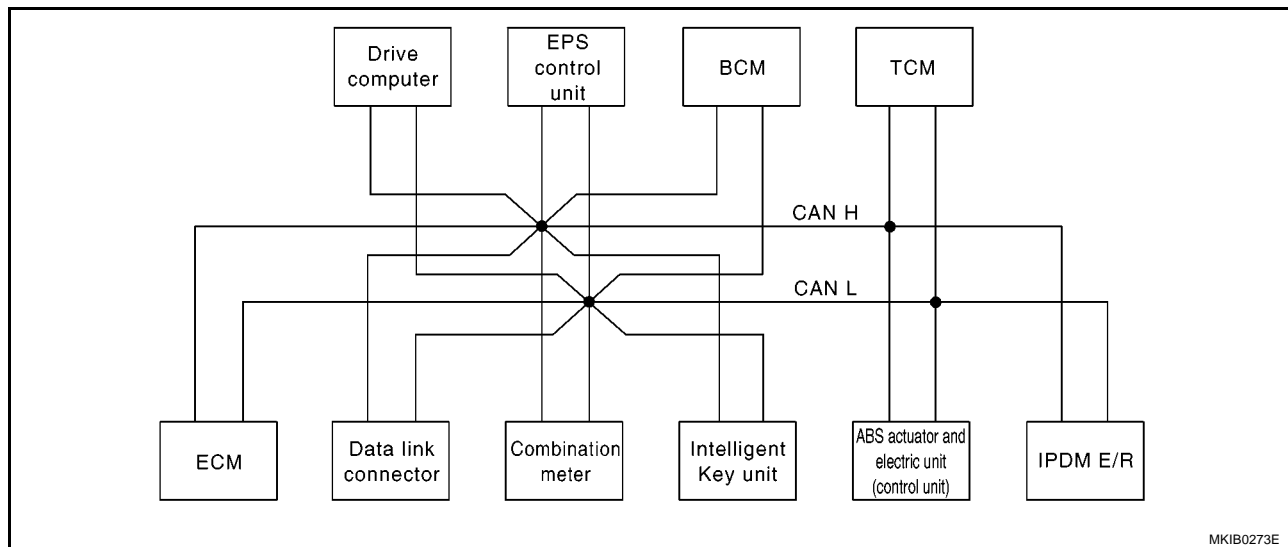 Drive
computer
EPS
control
unit
BCM
TCM
CAN H
CAN L
ECM
Data link
connector
Combination
meter
Intelligent
Key unit
ABS actuator and
electric unit
(control unit)
IPDM E/R
MKIB0273E